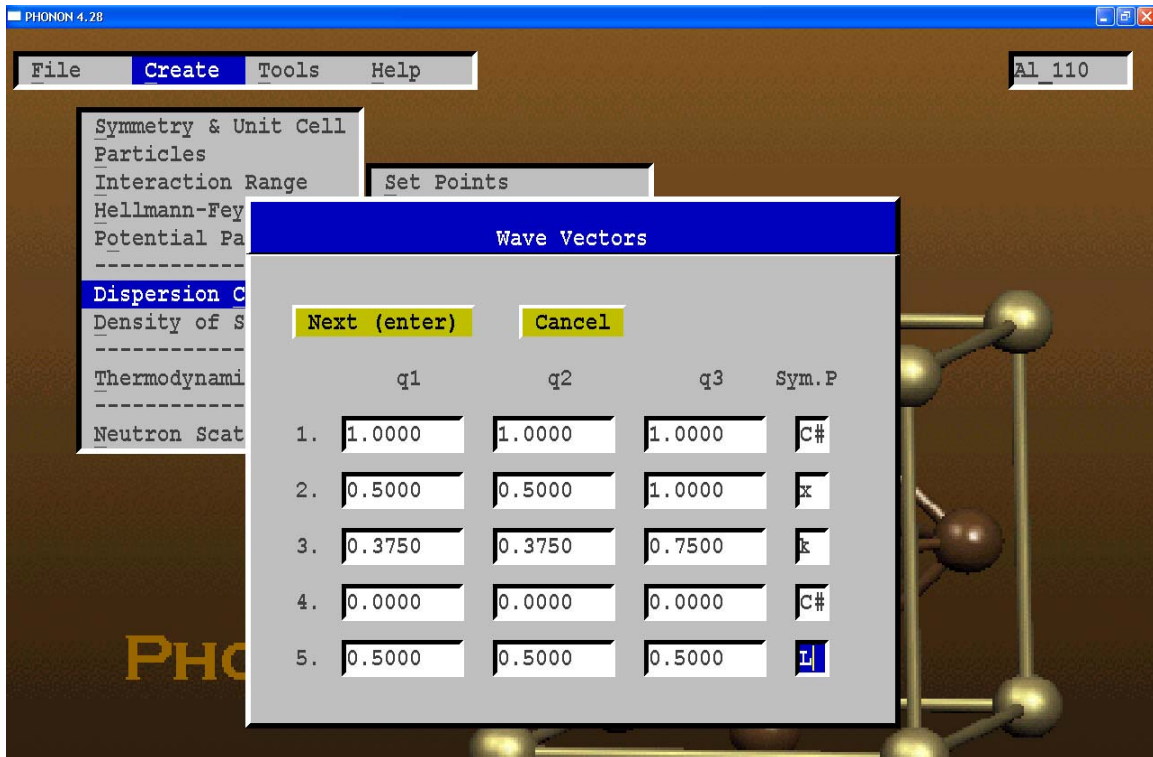 PHONON 4.28
File Create Tools Help
Al_110
Symmetry & Unit Cell
Particles
Interaction Range
Set Points
Hellmann-Fey
Potential Pa
Wave Vectors
------------
Dispersion C
Density of S
Next (enter) Cancel
------------
Thermodynami
q1 q2 q3 Sym.P
------------
Neutron Scat
1. 1.0000 1.0000 1.0000 C#
2. 0.5000 0.5000 1.0000 x
3. 0.3750 0.3750 0.7500 k
4. 0.0000 0.0000 0.0000 C#
5. 0.5000 0.5000 0.5000 L
PHO